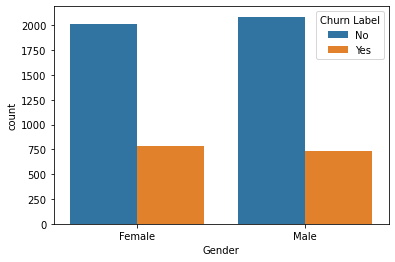 Churn Label
No
Yes
2000
1750
1500
1250
1000
750
500
250
0
count
Female
Male
Gender